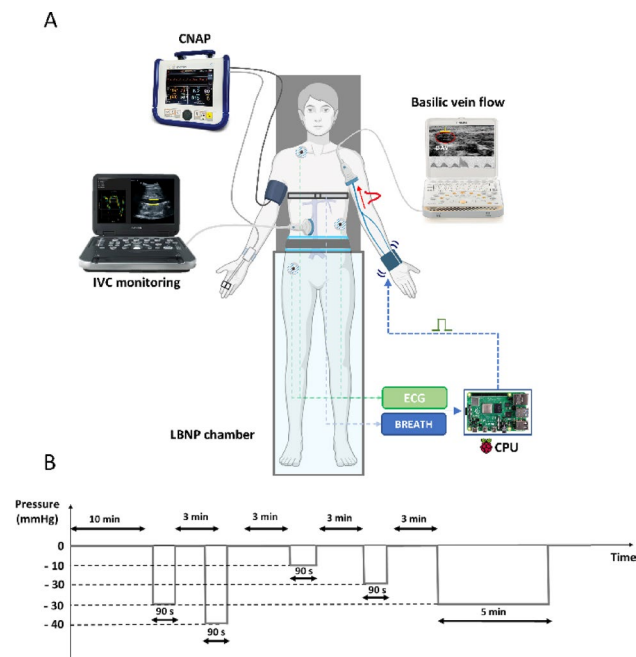 A
CNAP
Basilic vein flow
IVC monitoring
ECG
BREATH
LBNP chamber
CPU
B
Pressure
(mmHg)
10 min
3 min
3 min
3 min
3 min
0
Time
- 10
90 s
- 30
90 s
- 30
90 s
5 min
- 40
90 s